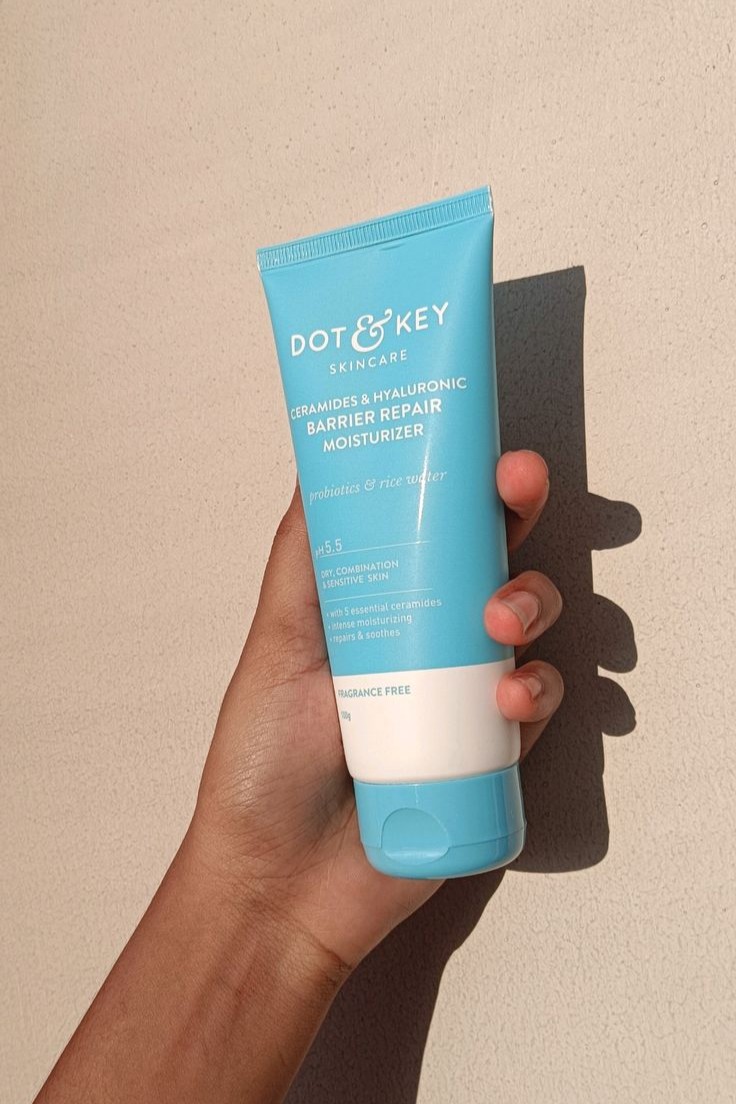 DOT & KEY
SKINCARE
CERAMIDES & HYALURONIC
BARRIER REPAIR
MOISTURIZER
probiotics & rice water
pH 5.5
DRY, COMBINATION
& SENSITIVE SKIN
• with 5 essential ceramides
• intense moisturizing
• repairs & soothes
FRAGRANCE FREE